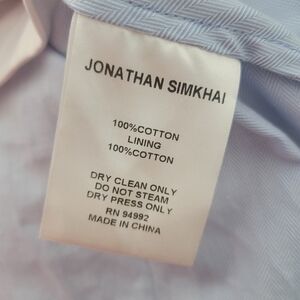 JONATHAN SIMKHAI
100%COTTON
LINING
100%COTTON
DRY CLEAN ONLY
DO NOT STEAM
DRY PRESS ONLY
RN 94992
MADE IN CHINA